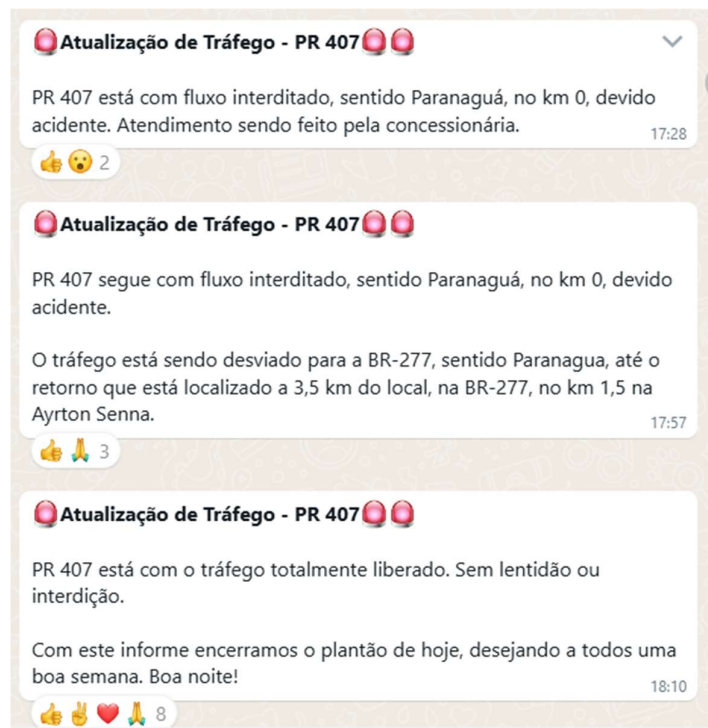 🚨Atualização de Tráfego - PR 407🚨🚨
PR 407 está com fluxo interditado, sentido Paranaguá, no km 0, devido
acidente. Atendimento sendo feito pela concessionária.
17:28
👍😮 2
🚨Atualização de Tráfego - PR 407🚨🚨
PR 407 segue com fluxo interditado, sentido Paranaguá, no km 0, devido
acidente.
O tráfego está sendo desviado para a BR-277, sentido Paranagua, até o
retorno que está localizado a 3,5 km do local, na BR-277, no km 1,5 na
Ayrton Senna.
17:57
👍🙏 3
🚨Atualização de Tráfego - PR 407🚨🚨
PR 407 está com o tráfego totalmente liberado. Sem lentidão ou
interdição.
Com este informe encerramos o plantão de hoje, desejando a todos uma
boa semana. Boa noite!
18:10
👍✌️❤️🙏 8